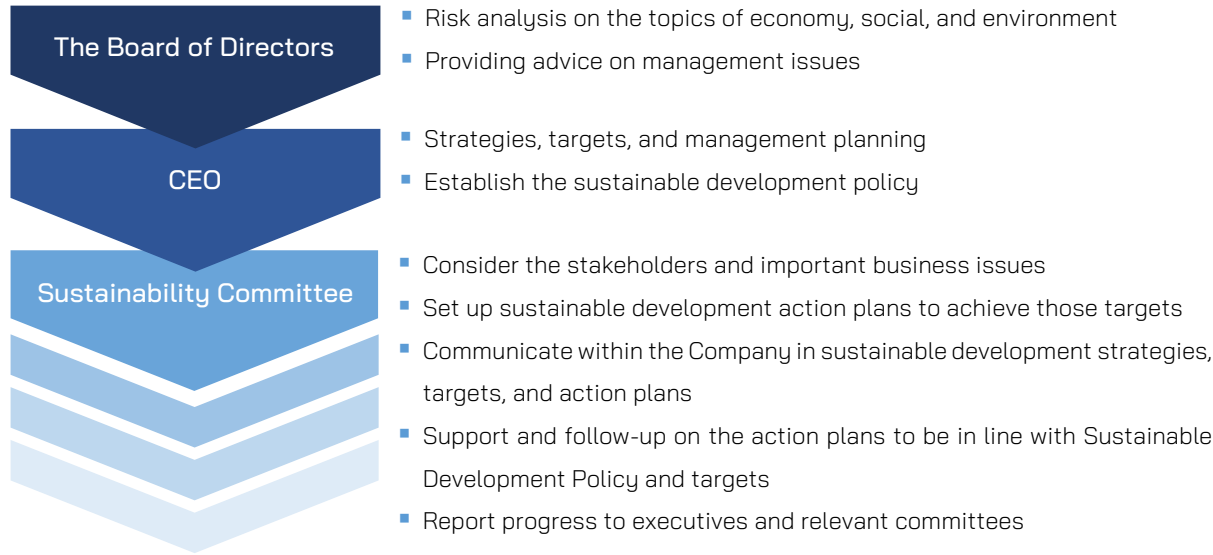 The Board of Directors
▪ Risk analysis on the topics of economy, social, and environment
▪ Providing advice on management issues
CEO
▪ Strategies, targets, and management planning
▪ Establish the sustainable development policy
Sustainability Committee
▪ Consider the stakeholders and important business issues
▪ Set up sustainable development action plans to achieve those targets
▪ Communicate within the Company in sustainable development strategies,
targets, and action plans
▪ Support and follow-up on the action plans to be in line with Sustainable
Development Policy and targets
▪ Report progress to executives and relevant committees